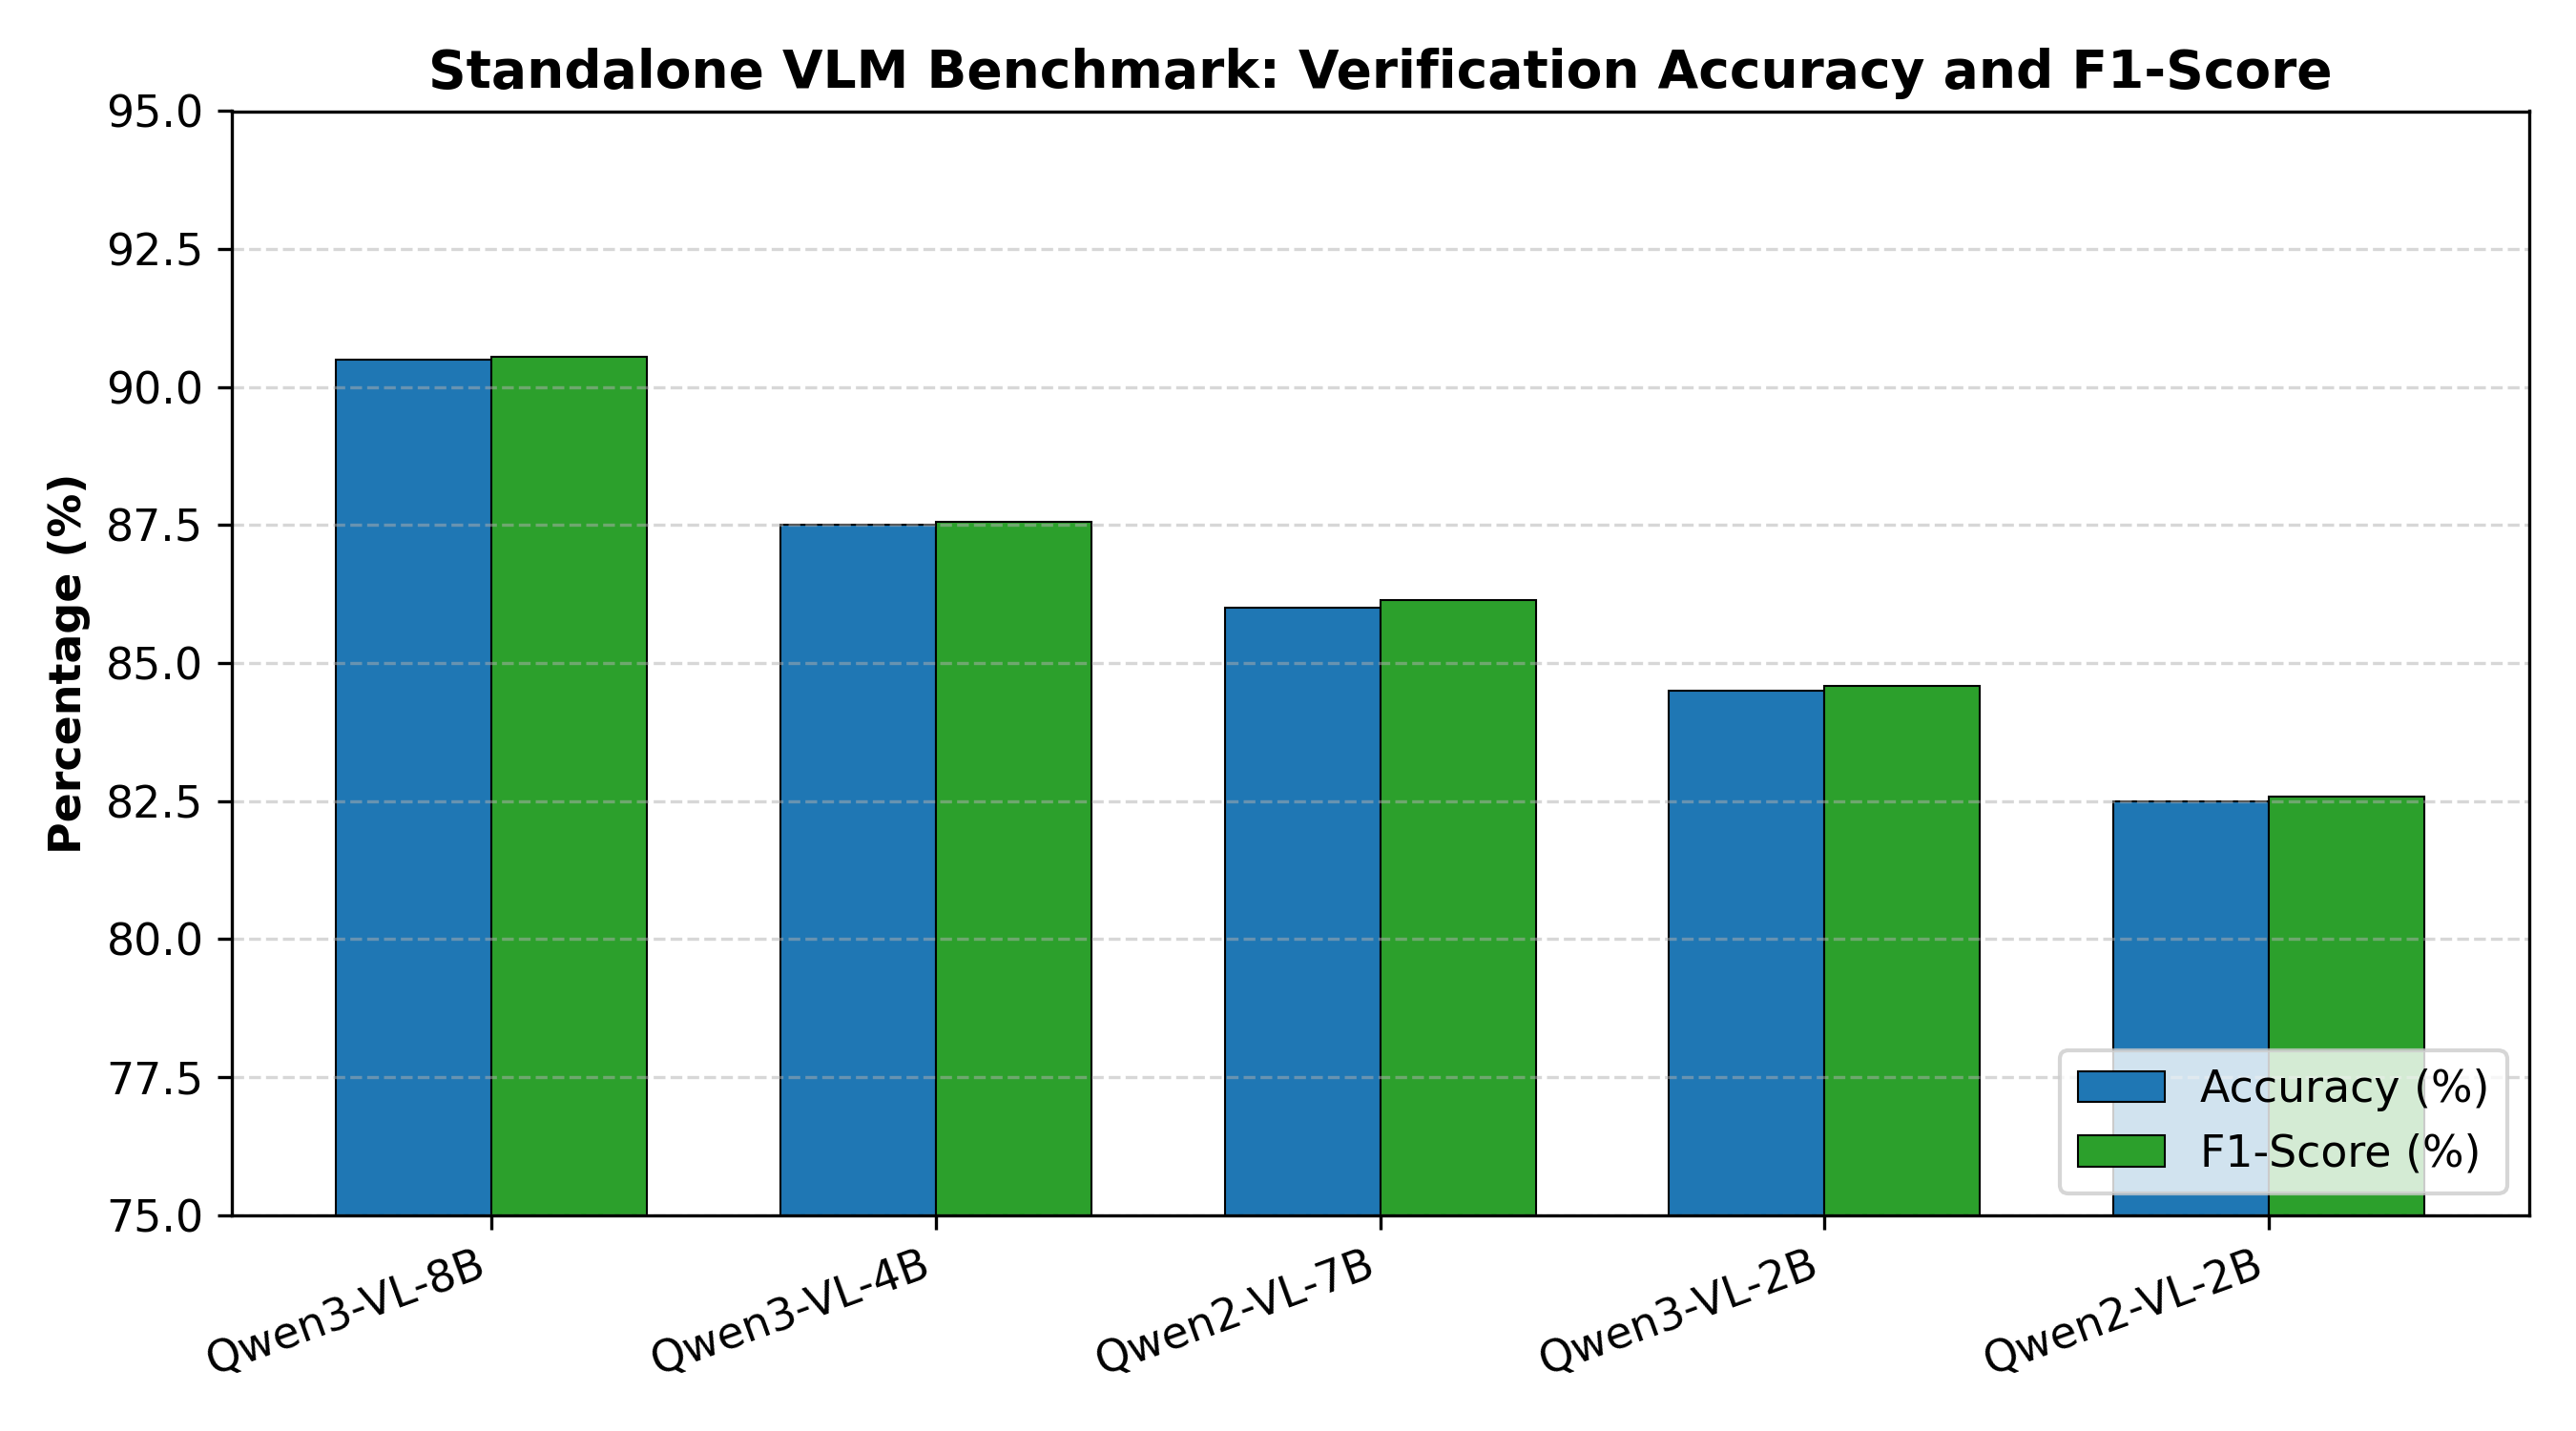 Standalone VLM Benchmark: Verification Accuracy and F1-Score
95.0
92.5
90.0
87.5
85.0
82.5
80.0
77.5
75.0
Percentage (%)
Accuracy (%)
F1-Score (%)
Qwen3-VL-8B
Qwen3-VL-4B
Qwen2-VL-7B
Qwen3-VL-2B
Qwen2-VL-2B